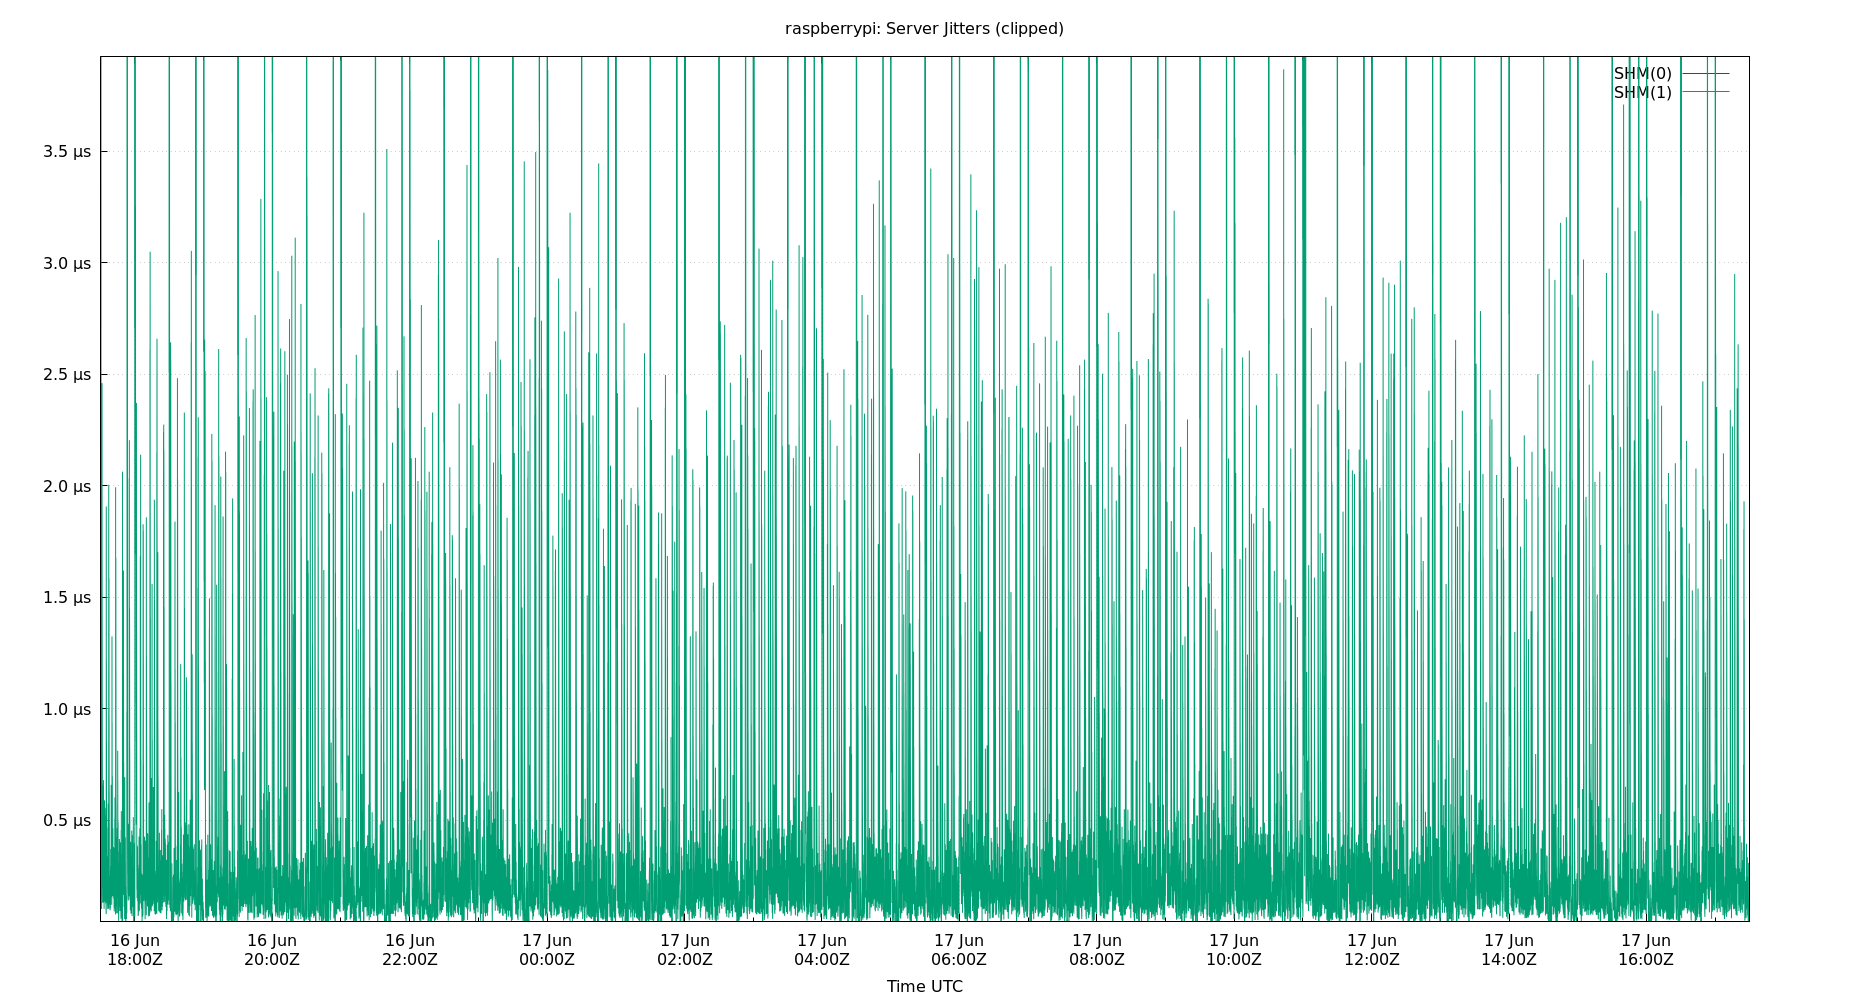 raspberrypi: Server Jitters (clipped)
SHM(0)
SHM(1)
3.5 µs
3.0 µs
2.5 µs
2.0 µs
1.5 µs
1.0 µs
0.5 µs
16 Jun 16 Jun 16 Jun 17 Jun 17 Jun 17 Jun 17 Jun 17 Jun 17 Jun 17 Jun 17 Jun 17 Jun
18:00Z 20:00Z 22:00Z 00:00Z 02:00Z 04:00Z 06:00Z 08:00Z 10:00Z 12:00Z 14:00Z 16:00Z
Time UTC